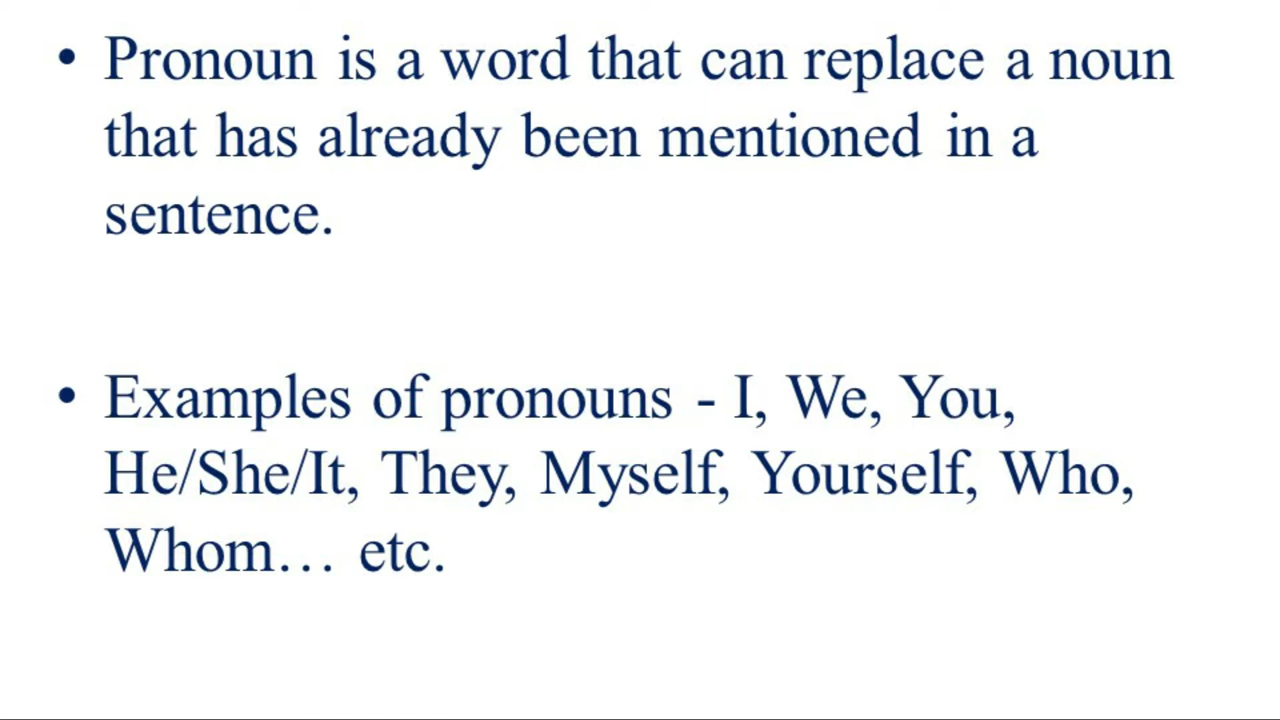 • Pronoun is a word that can replace a noun
that has already been mentioned in a
sentence.
• Examples of pronouns - I, We, You,
He/She/It, They, Myself, Yourself, Who,
Whom… etc.